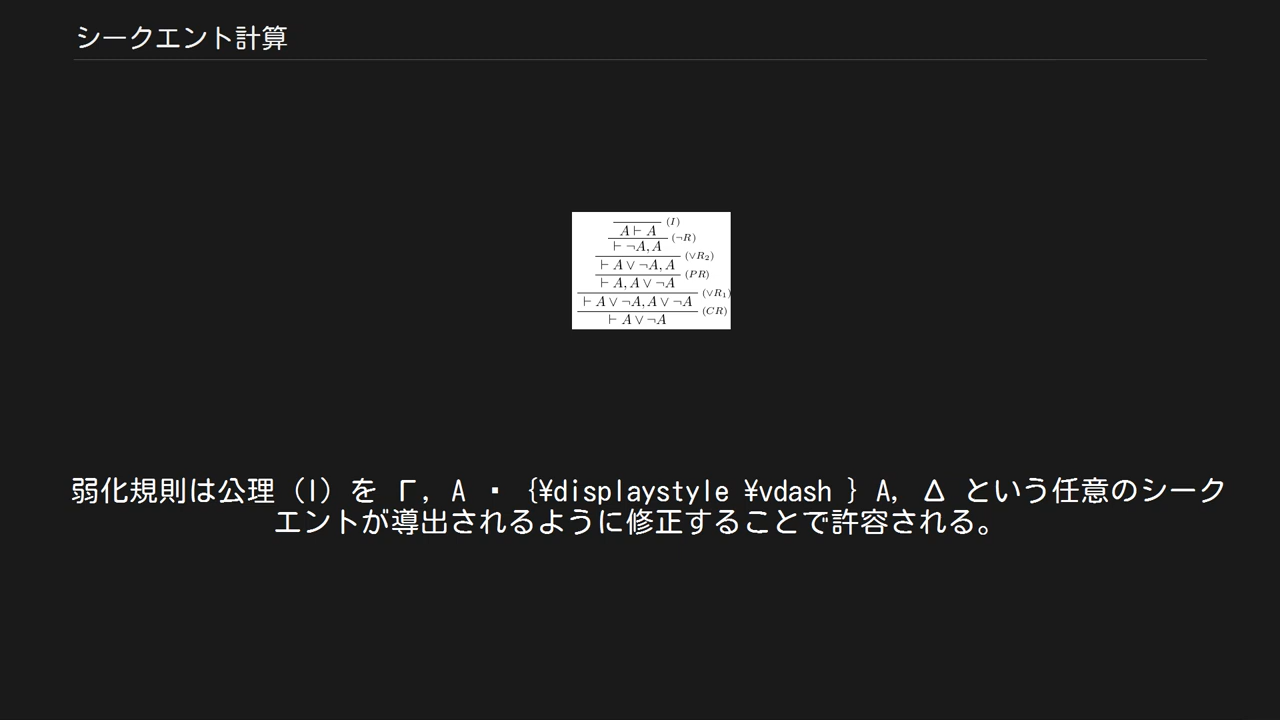 シークエント計算
(I)
A ⊢ A
(¬R)
⊢ ¬A, A
(∨R₂)
⊢ A ∨ ¬A, A
(PR)
⊢ A, A ∨ ¬A
(∨R₁)
⊢ A ∨ ¬A, A ∨ ¬A
(CR)
⊢ A ∨ ¬A
弱化規則は公理（I）を Γ, A ▪ {¥displaystyle ¥vdash } A, Δ という任意のシーク
エントが導出されるように修正することで許容される。